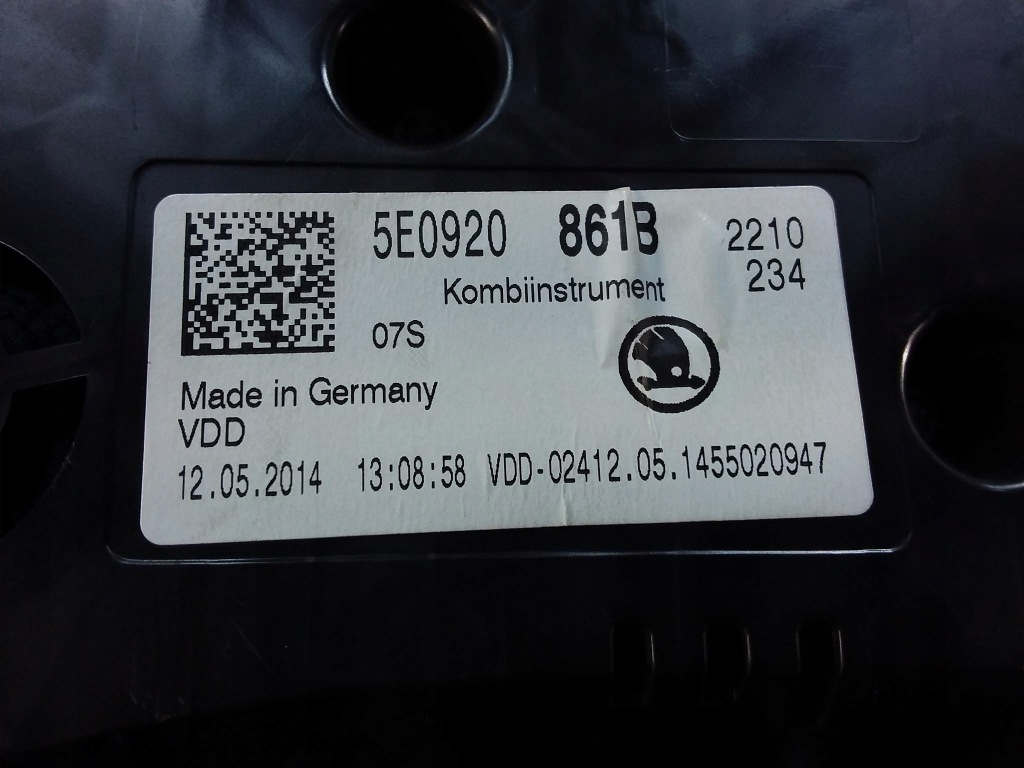 5E0920 861B 2210
Kombiinstrument 234
07S
Made in Germany
VDD
12.05.2014 13:08:58 VDD-02412.05.1455020947